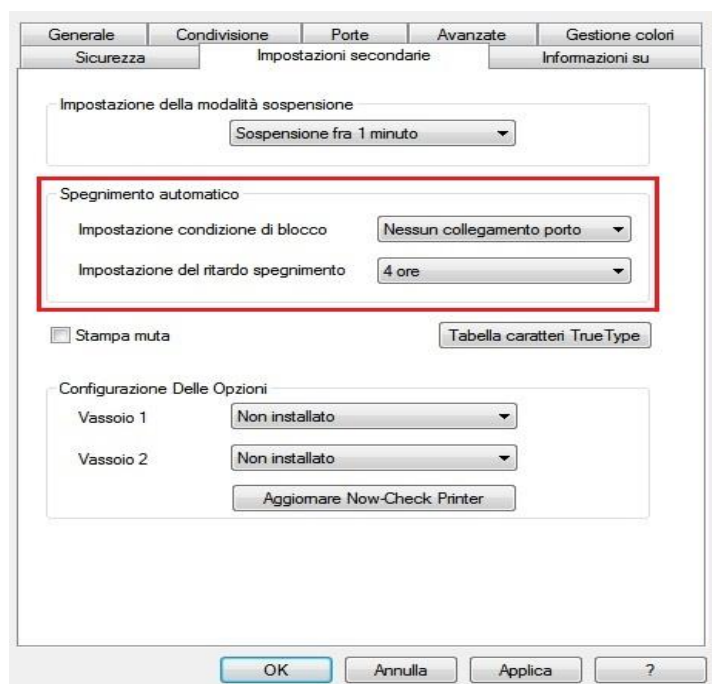 Generale Condivisione Porte Avanzate Gestione colori
Sicurezza Impostazioni secondarie Informazioni su
Impostazione della modalità sospensione
Sospensione fra 1 minuto
Spegnimento automatico
Impostazione condizione di blocco Nessun collegamento porto
Impostazione del ritardo spegnimento 4 ore
Stampa muta Tabella caratteri TrueType
Configurazione Delle Opzioni
Vassoio 1 Non installato
Vassoio 2 Non installato
Aggiornare Now-Check Printer
OK Annulla Applica ?